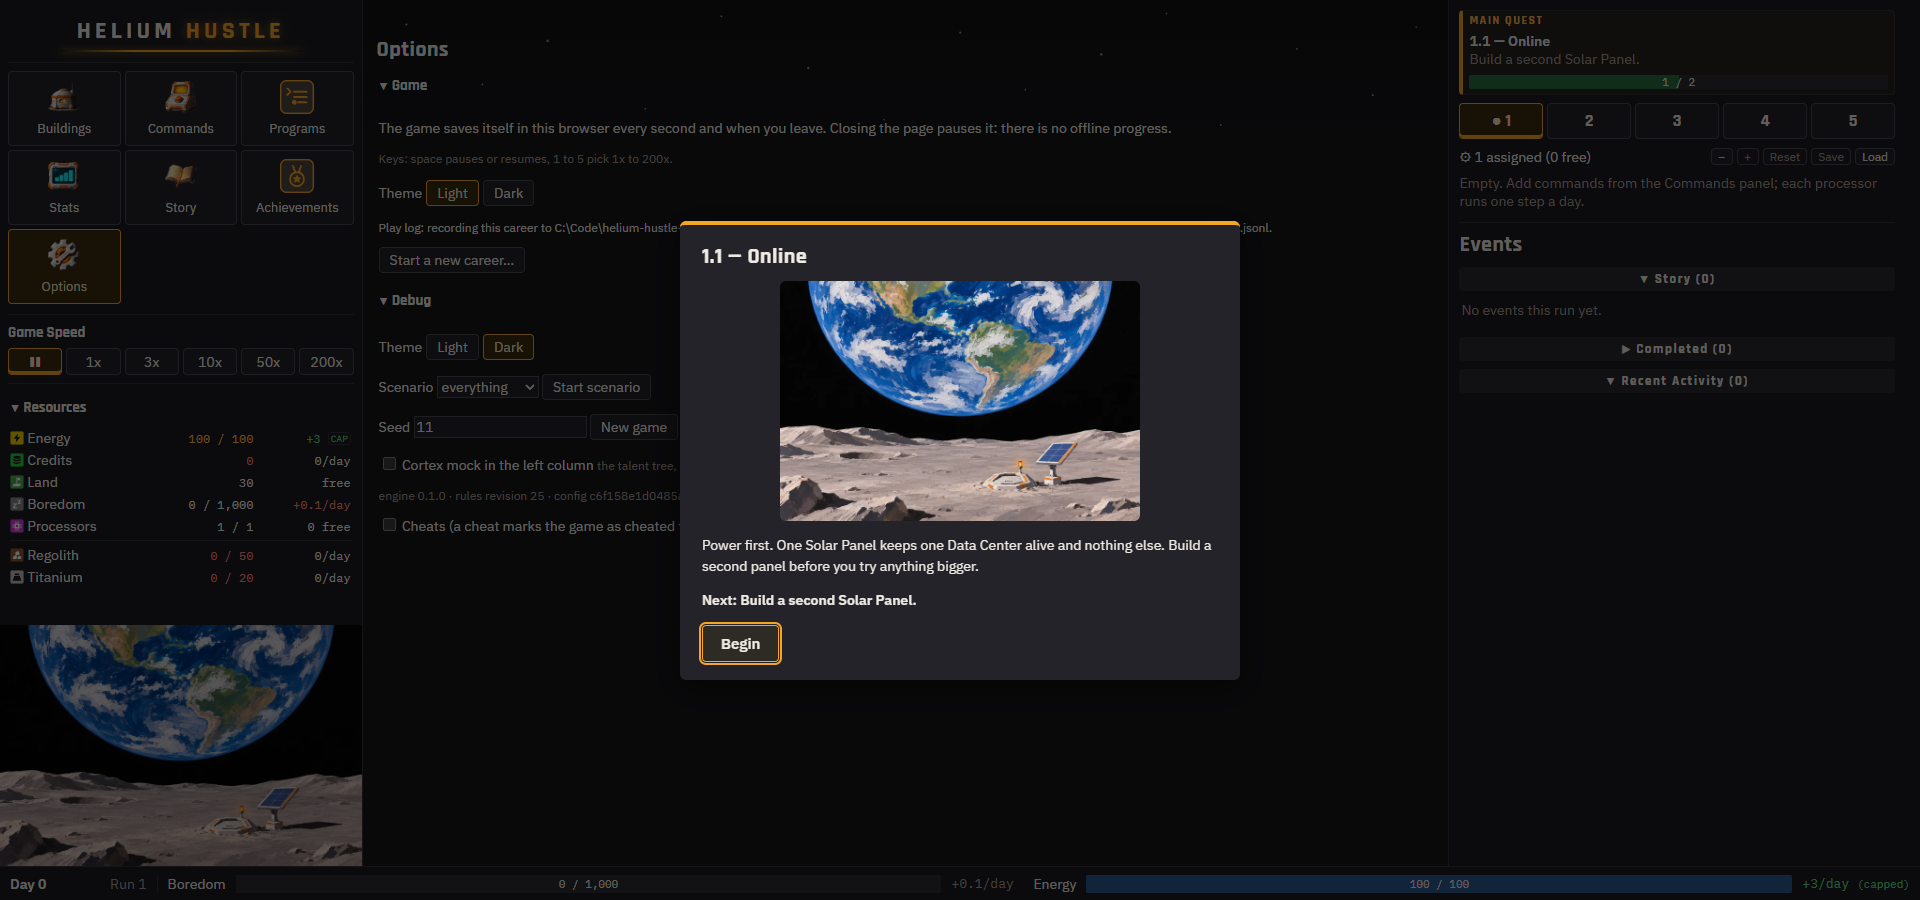 HELIUM HUSTLE
Buildings
Commands
Programs
Stats
Story
Achievements
Options
Game Speed
1x
3x
10x
50x
200x
▼ Resources
Energy 100 / 100 +3 CAP
Credits 0 0/day
Land 30 free
Boredom 0 / 1,000 +0.1/day
Processors 1 / 1 0 free
Regolith 0 / 50 0/day
Titanium 0 / 20 0/day
Options
▼ Game
The game saves itself in this browser every second and when you leave. Closing the page pauses it: there is no offline progress.
Keys: space pauses or resumes, 1 to 5 pick 1x to 200x.
Theme Light Dark
Play log: recording this career to C:\Code\helium-hustle- .jsonl.
Start a new career...
▼ Debug
Theme Light Dark
Scenario everything Start scenario
Seed 11 New game
Cortex mock in the left column the talent tree,
engine 0.1.0 · rules revision 25 · config c6f158e1d0485
Cheats (a cheat marks the game as cheated
1.1 — Online
Power first. One Solar Panel keeps one Data Center alive and nothing else. Build a
second panel before you try anything bigger.
Next: Build a second Solar Panel.
Begin
MAIN QUEST
1.1 — Online
Build a second Solar Panel.
1 / 2
1
2
3
4
5
1 assigned (0 free) − + Reset Save Load
Empty. Add commands from the Commands panel; each processor
runs one step a day.
Events
▼ Story (0)
No events this run yet.
▶ Completed (0)
▼ Recent Activity (0)
Day 0 Run 1 Boredom 0 / 1,000 +0.1/day Energy 100 / 100 +3/day (capped)